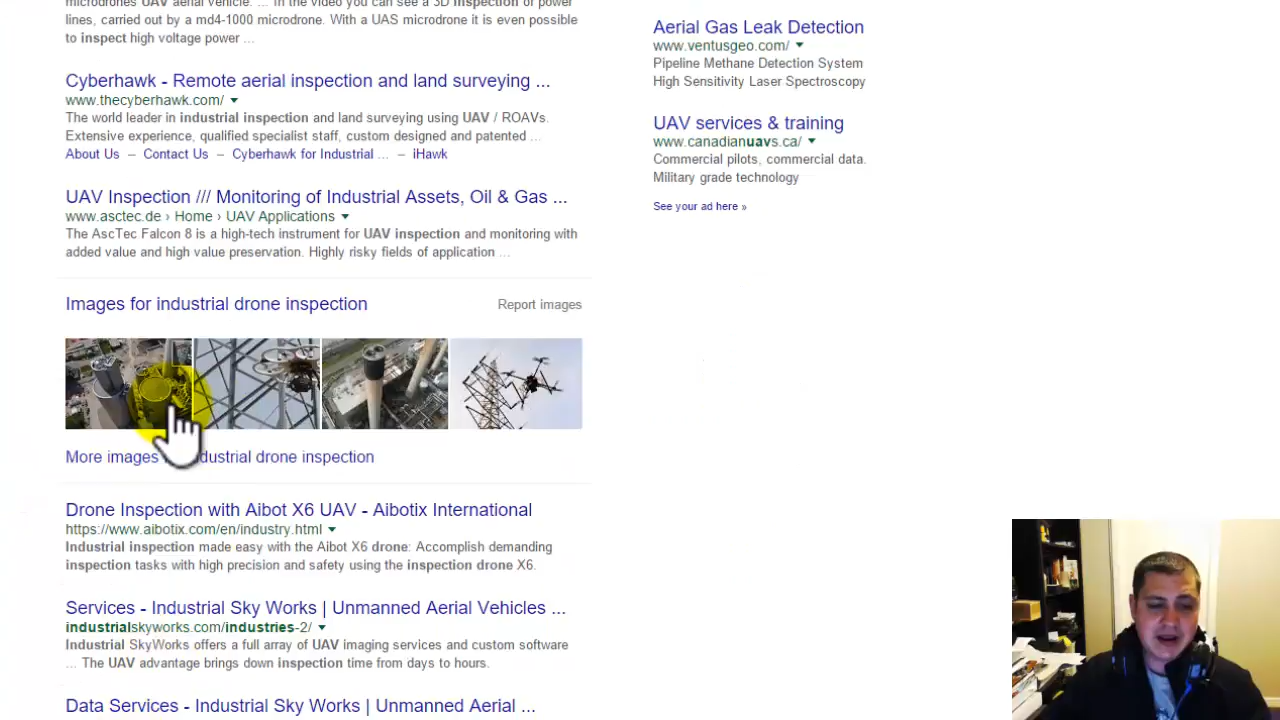 microdrones UAV aerial vehicle. ... In the video you can see a 3D inspection of power
lines, carried out by a md4-1000 microdrone. With a UAS microdrone it is even possible
to inspect high voltage power ...
Cyberhawk - Remote aerial inspection and land surveying ...
www.thecyberhawk.com/
The world leader in industrial inspection and land surveying using UAV / ROAVs.
Extensive experience, qualified specialist staff, custom designed and patented ...
About Us – Contact Us – Cyberhawk for Industrial ... – iHawk
UAV Inspection /// Monitoring of Industrial Assets, Oil & Gas ...
www.asctec.de › Home › UAV Applications
The AscTec Falcon 8 is a high-tech instrument for UAV inspection and monitoring with
added value and high value preservation. Highly risky fields of application ...
Images for industrial drone inspection
Report images
More images industrial drone inspection
Drone Inspection with Aibot X6 UAV - Aibotix International
https://www.aibotix.com/en/industry.html
Industrial inspection made easy with the Aibot X6 drone: Accomplish demanding
inspection tasks with high precision and safety using the inspection drone X6.
Services - Industrial Sky Works | Unmanned Aerial Vehicles ...
industrialskyworks.com/industries-2/
Industrial SkyWorks offers a full array of UAV imaging services and custom software
... The UAV advantage brings down inspection time from days to hours.
Data Services - Industrial Sky Works | Unmanned Aerial ...
Aerial Gas Leak Detection
www.ventusgeo.com/
Pipeline Methane Detection System
High Sensitivity Laser Spectroscopy
UAV services & training
www.canadianuavs.ca/
Commercial pilots, commercial data.
Military grade technology
See your ad here »